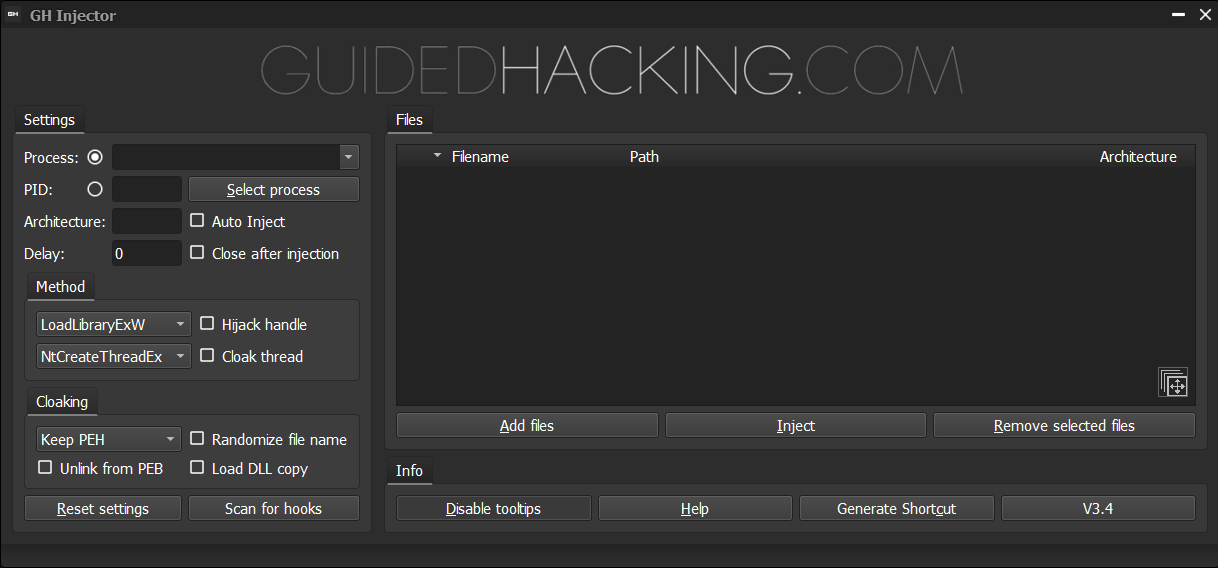 GH GH Injector
GUIDEDHACKING.COM
Settings
Process:
PID:
Select process
Architecture:
Auto Inject
Delay:
0
Close after injection
Method
LoadLibraryExW
Hijack handle
NtCreateThreadEx
Cloak thread
Cloaking
Keep PEH
Randomize file name
Unlink from PEB
Load DLL copy
Reset settings
Scan for hooks
Files
Filename
Path
Architecture
Add files
Inject
Remove selected files
Info
Disable tooltips
Help
Generate Shortcut
V3.4